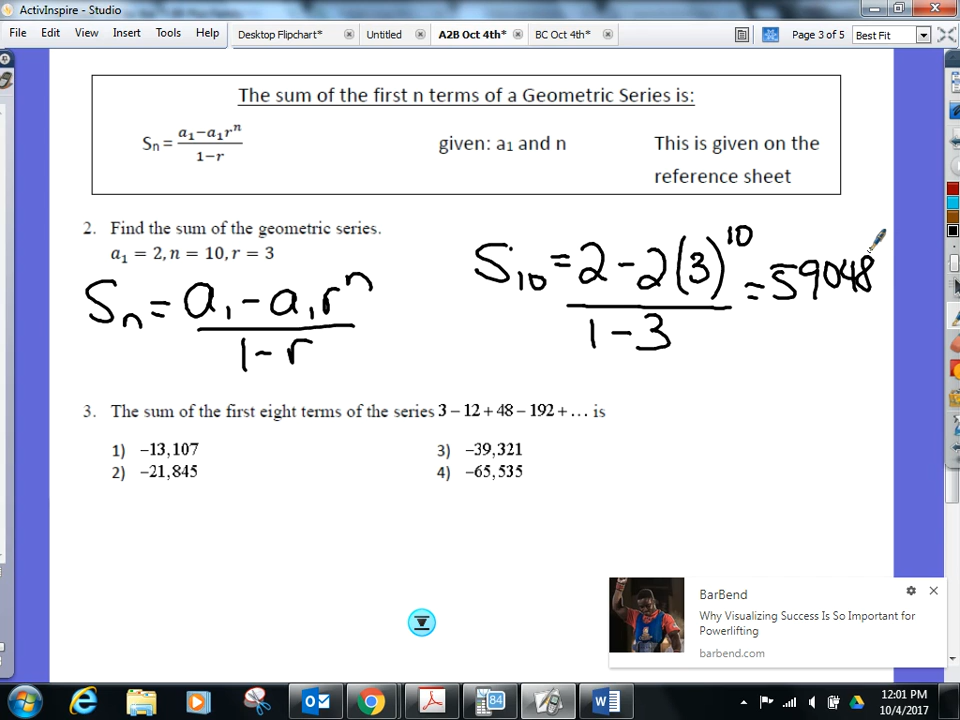 ActivInspire - Studio
File Edit View Insert Tools Help Desktop Flipchart* Untitled A2B Oct 4th* BC Oct 4th* Page 3 of 5 Best Fit
The sum of the first n terms of a Geometric Series is:
Sn = (a₁−a₁rⁿ)/(1−r) given: a₁ and n This is given on the
reference sheet
2. Find the sum of the geometric series.
a₁ = 2, n = 10, r = 3
Sₙ = (a₁ - a₁rⁿ)/(1 - r)
S₁₀ = (2 - 2(3)¹⁰)/(1 - 3) = 59048
3. The sum of the first eight terms of the series 3 − 12 + 48 − 192 + … is
1) −13,107 3) −39,321
2) −21,845 4) −65,535
BarBend
Why Visualizing Success Is So Important for
Powerlifting
barbend.com
84
12:01 PM
10/4/2017